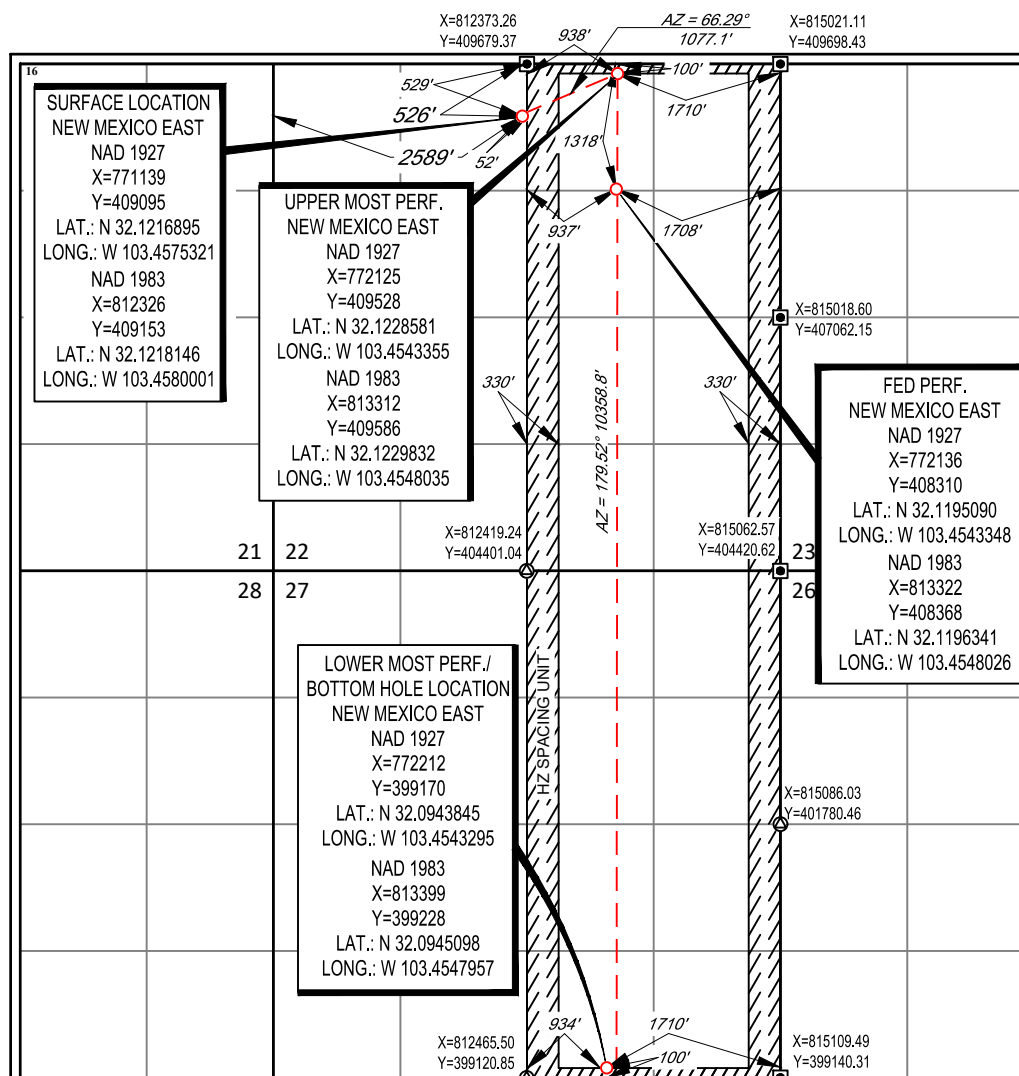 X=812373.26
Y=409679.37
938'
AZ = 66.29°
1077.1'
X=815021.11
Y=409698.43
16
529'
526'
100'
1710'
2589'
52'
1318'
SURFACE LOCATION
NEW MEXICO EAST
NAD 1927
X=771139
Y=409095
LAT.: N 32.1216895
LONG.: W 103.4575321
NAD 1983
X=812326
Y=409153
LAT.: N 32.1218146
LONG.: W 103.4580001
UPPER MOST PERF.
NEW MEXICO EAST
NAD 1927
X=772125
Y=409528
LAT.: N 32.1228581
LONG.: W 103.4543355
NAD 1983
X=813312
Y=409586
LAT.: N 32.1229832
LONG.: W 103.4548035
937'
1708'
X=815018.60
Y=407062.15
330'
330'
AZ = 179.52° 10358.8'
FED PERF.
NEW MEXICO EAST
NAD 1927
X=772136
Y=408310
LAT.: N 32.1195090
LONG.: W 103.4543348
NAD 1983
X=813322
Y=408368
LAT.: N 32.1196341
LONG.: W 103.4548026
X=812419.24
Y=404401.04
X=815062.57
Y=404420.62
21 22
23
28 27
26
LOWER MOST PERF./
BOTTOM HOLE LOCATION
NEW MEXICO EAST
NAD 1927
X=772212
Y=399170
LAT.: N 32.0943845
LONG.: W 103.4543295
NAD 1983
X=813399
Y=399228
LAT.: N 32.0945098
LONG.: W 103.4547957
HZ SPACING UNIT
X=815086.03
Y=401780.46
X=812465.50
Y=399120.85
934'
1710'
100'
X=815109.49
Y=399140.31